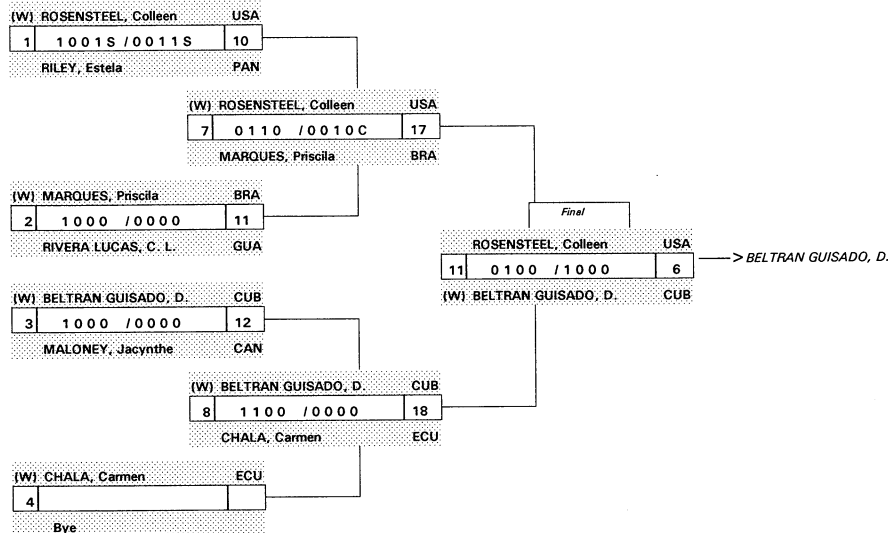 (W) ROSENSTEEL, Colleen USA
1 1001S /0011S 10
RILEY, Estela PAN
(W) ROSENSTEEL, Colleen USA
7 0110 /0010C 17
MARQUES, Priscila BRA
(W) MARQUES, Priscila BRA
2 1000 /0000 11
RIVERA LUCAS, C. L. GUA
Final
ROSENSTEEL, Colleen USA
11 0100 /1000 6
(W) BELTRAN GUISADO, D. CUB
> BELTRAN GUISADO, D.
(W) BELTRAN GUISADO, D. CUB
3 1000 /0000 12
MALONEY, Jacynthe CAN
(W) BELTRAN GUISADO, D. CUB
8 1100 /0000 18
CHALA, Carmen ECU
(W) CHALA, Carmen ECU
4
Bye